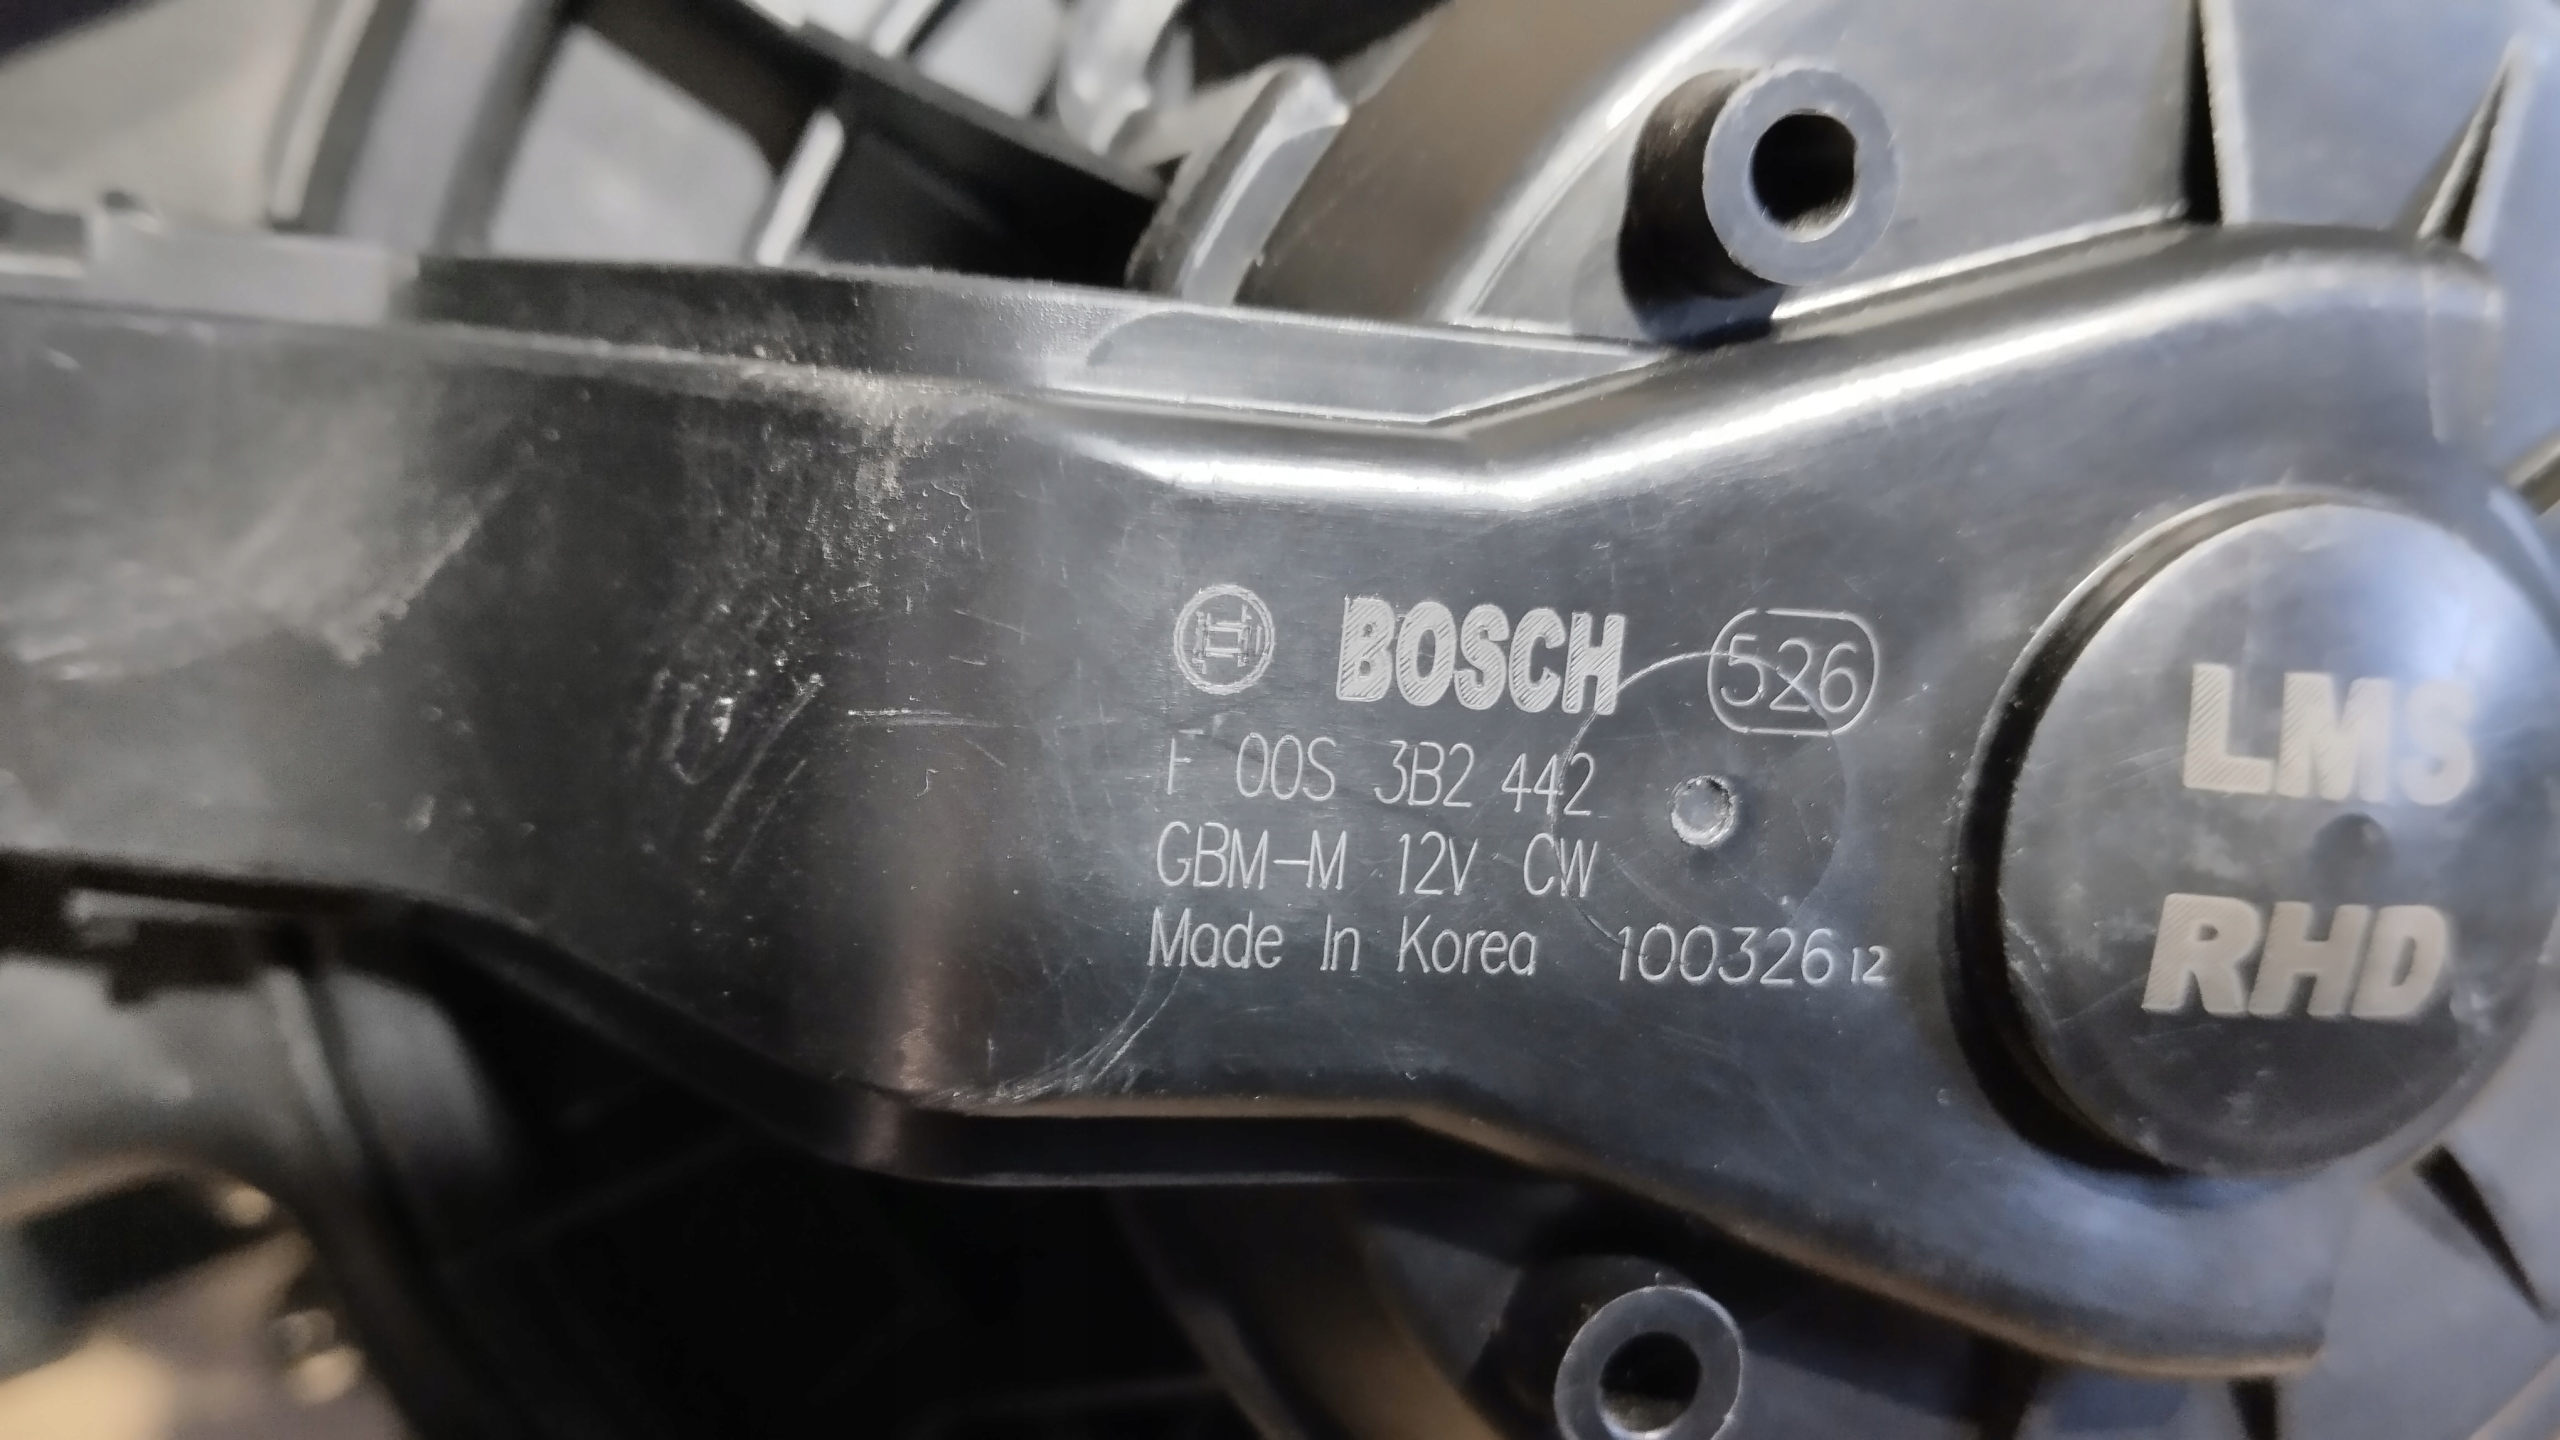 BOSCH 526
F 00S 3B2 442
GBM-M 12V CW
Made In Korea 100326 12
LMS
RHD